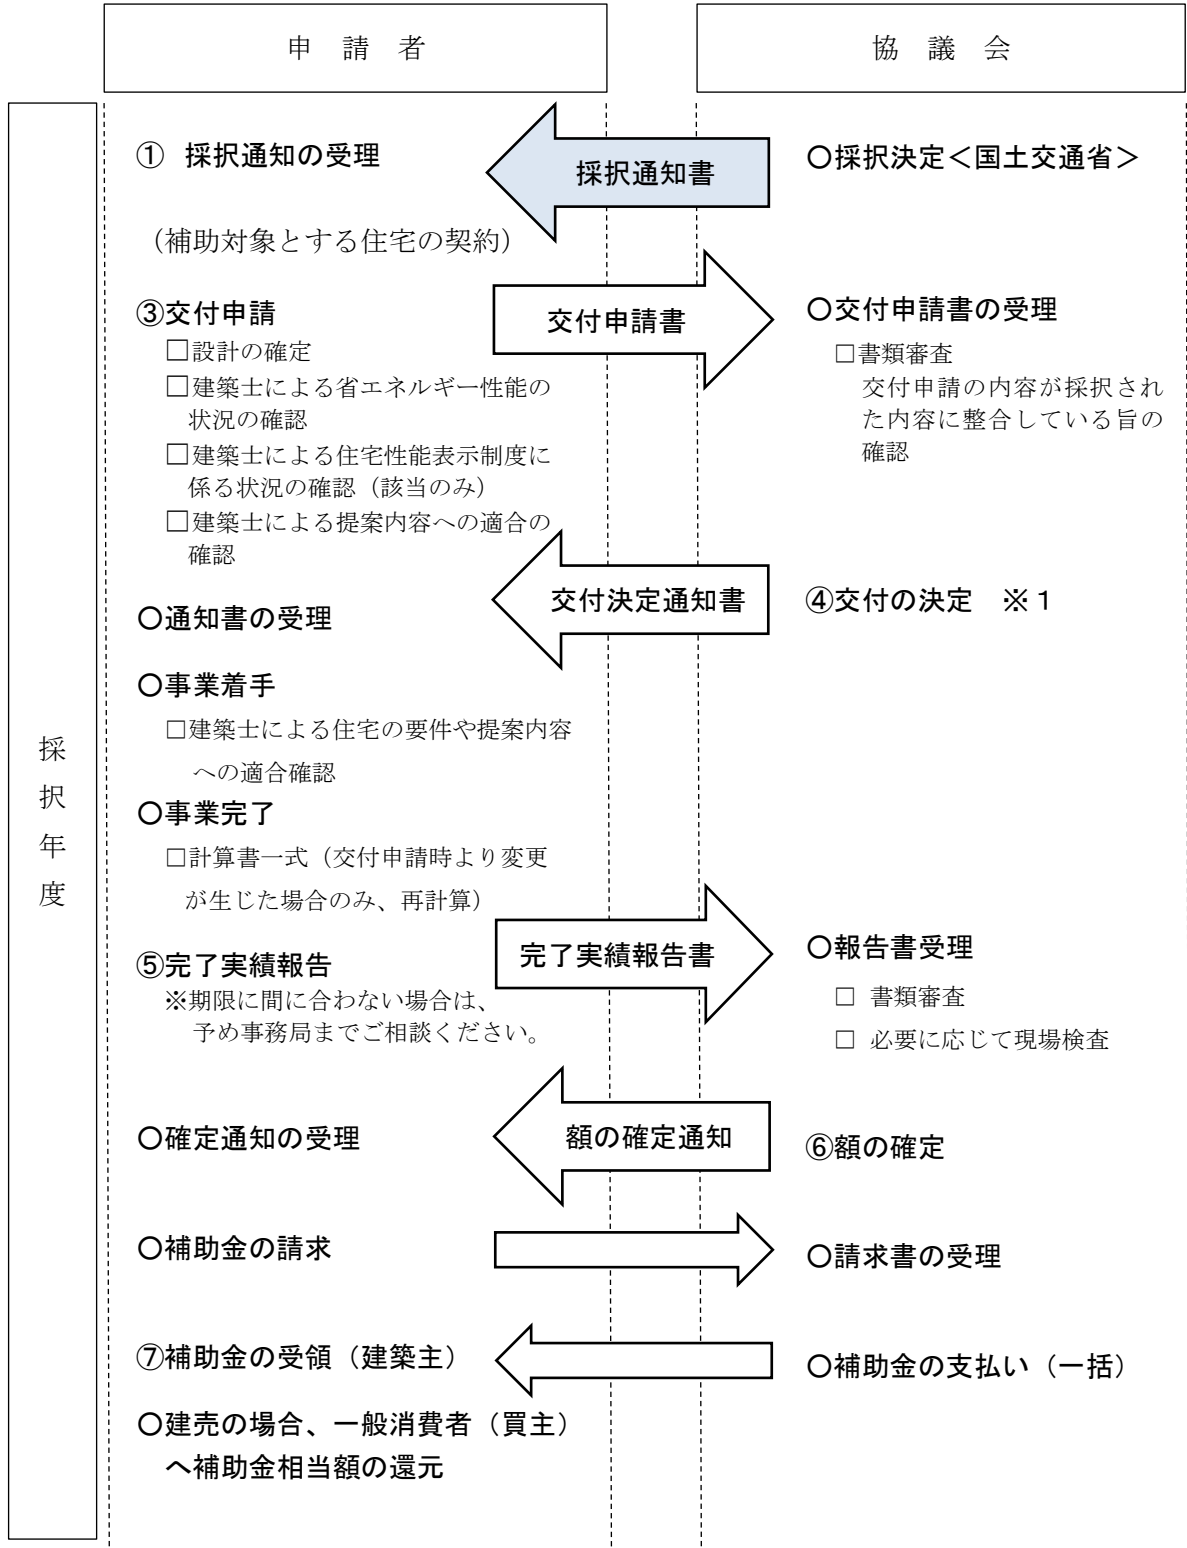 申　請　者
協　議　会
採択年度
①　採択通知の受理
採択通知書
〇採択決定＜国土交通省＞
（補助対象とする住宅の契約）
③交付申請
交付申請書
〇交付申請書の受理
□設計の確定
□建築士による省エネルギー性能の
状況の確認
□建築士による住宅性能表示制度に
係る状況の確認（該当のみ）
□建築士による提案内容への適合の
確認
□書類審査
交付申請の内容が採択され
た内容に整合している旨の
確認
交付決定通知書
④交付の決定　※１
〇通知書の受理
〇事業着手
□建築士による住宅の要件や提案内容
への適合確認
〇事業完了
□計算書一式（交付申請時より変更
が生じた場合のみ、再計算）
⑤完了実績報告
※期限に間に合わない場合は、
予め事務局までご相談ください。
完了実績報告書
〇報告書受理
□ 書類審査
□ 必要に応じて現場検査
〇確定通知の受理
額の確定通知
⑥額の確定
〇補助金の請求
〇請求書の受理
⑦補助金の受領（建築主）
〇補助金の支払い（一括）
〇建売の場合、一般消費者（買主）
へ補助金相当額の還元